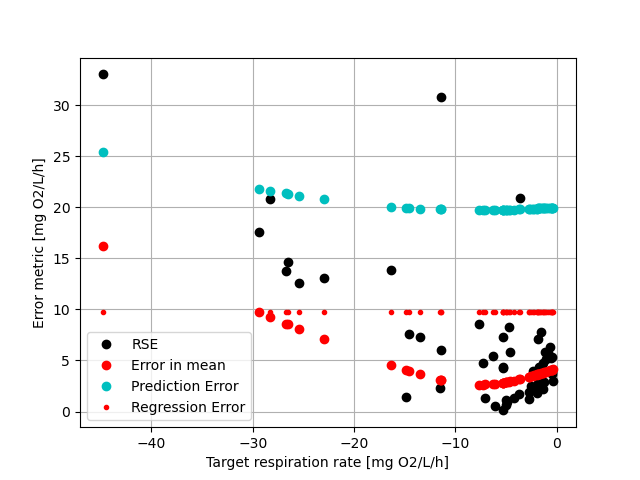 Error metric [mg O2/L/h]
30
25
20
15
10
5
0
RSE
Error in mean
Prediction Error
Regression Error
−40
−30
−20
−10
0
Target respiration rate [mg O2/L/h]